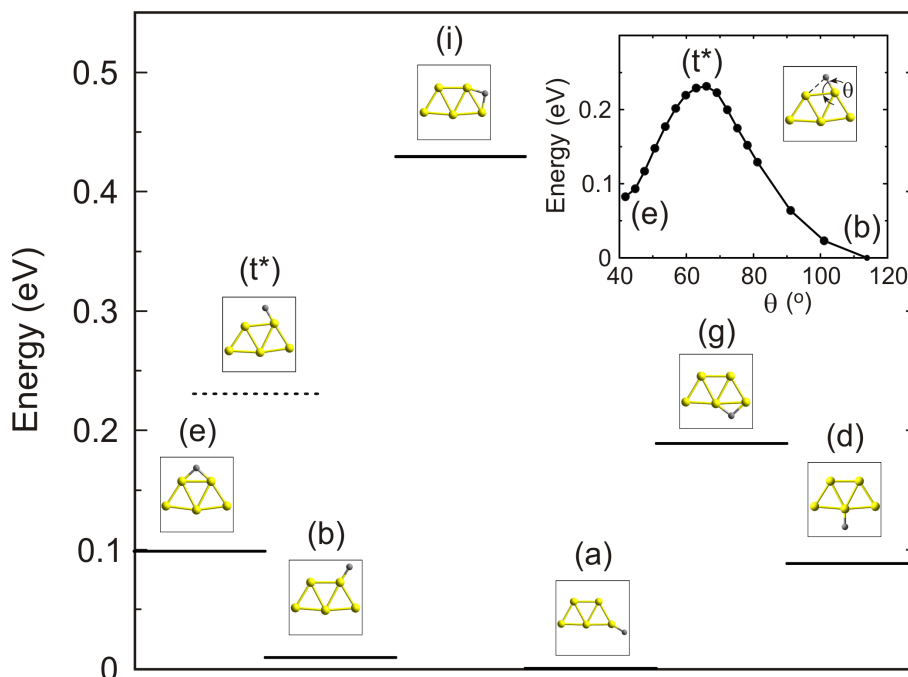 (i)
(t*)
0.5
0.2
θ
Energy (eV)
0.1
(e)
(b)
0
0.4
40
60
80
100
120
θ (°)
(t*)
0.3
(g)
Energy (eV)
(e)
0.2
(d)
(b)
(a)
0.1
0